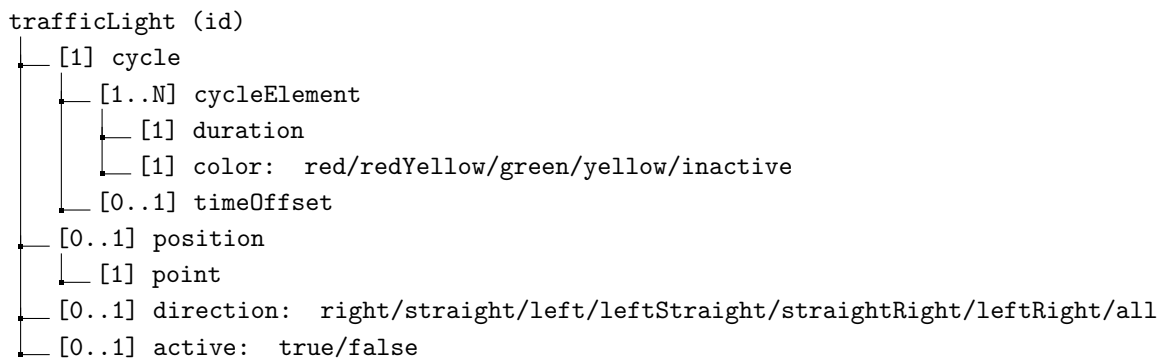 trafficLight (id)
[1] cycle
[1..N] cycleElement
[1] duration
[1] color: red/redYellow/green/yellow/inactive
[0..1] timeOffset
[0..1] position
[1] point
[0..1] direction: right/straight/left/leftStraight/straightRight/leftRight/all
[0..1] active: true/false